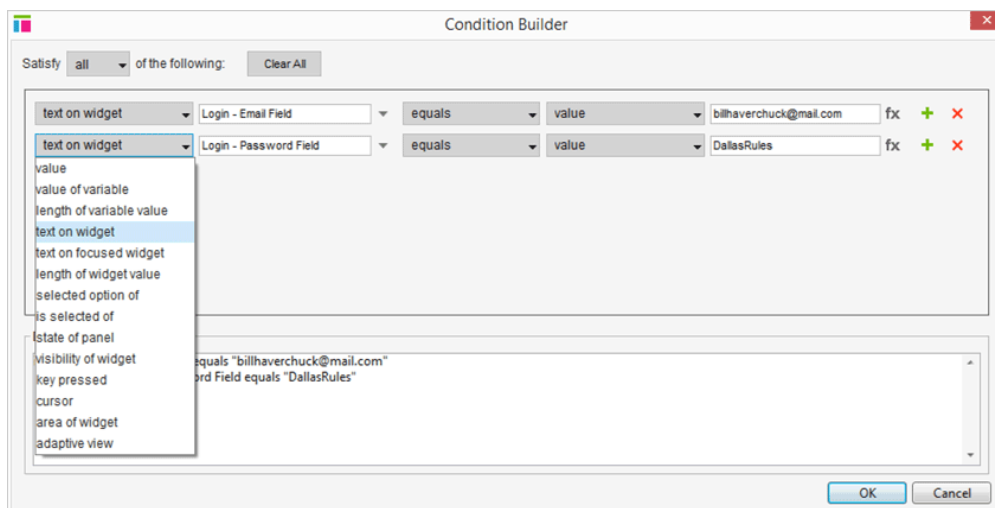 Condition Builder
Satisfy all of the following: Clear All
text on widget Login - Email Field equals value billhaverchuck@mail.com fx
text on widget Login - Password Field equals value DallasRules fx
value
value of variable
length of variable value
text on widget
text on focused widget
length of widget value
selected option of
is selected of
state of panel
visibility of widget
equals "billhaverchuck@mail.com"
key pressed
ord Field equals "DallasRules"
cursor
area of widget
adaptive view
OK Cancel